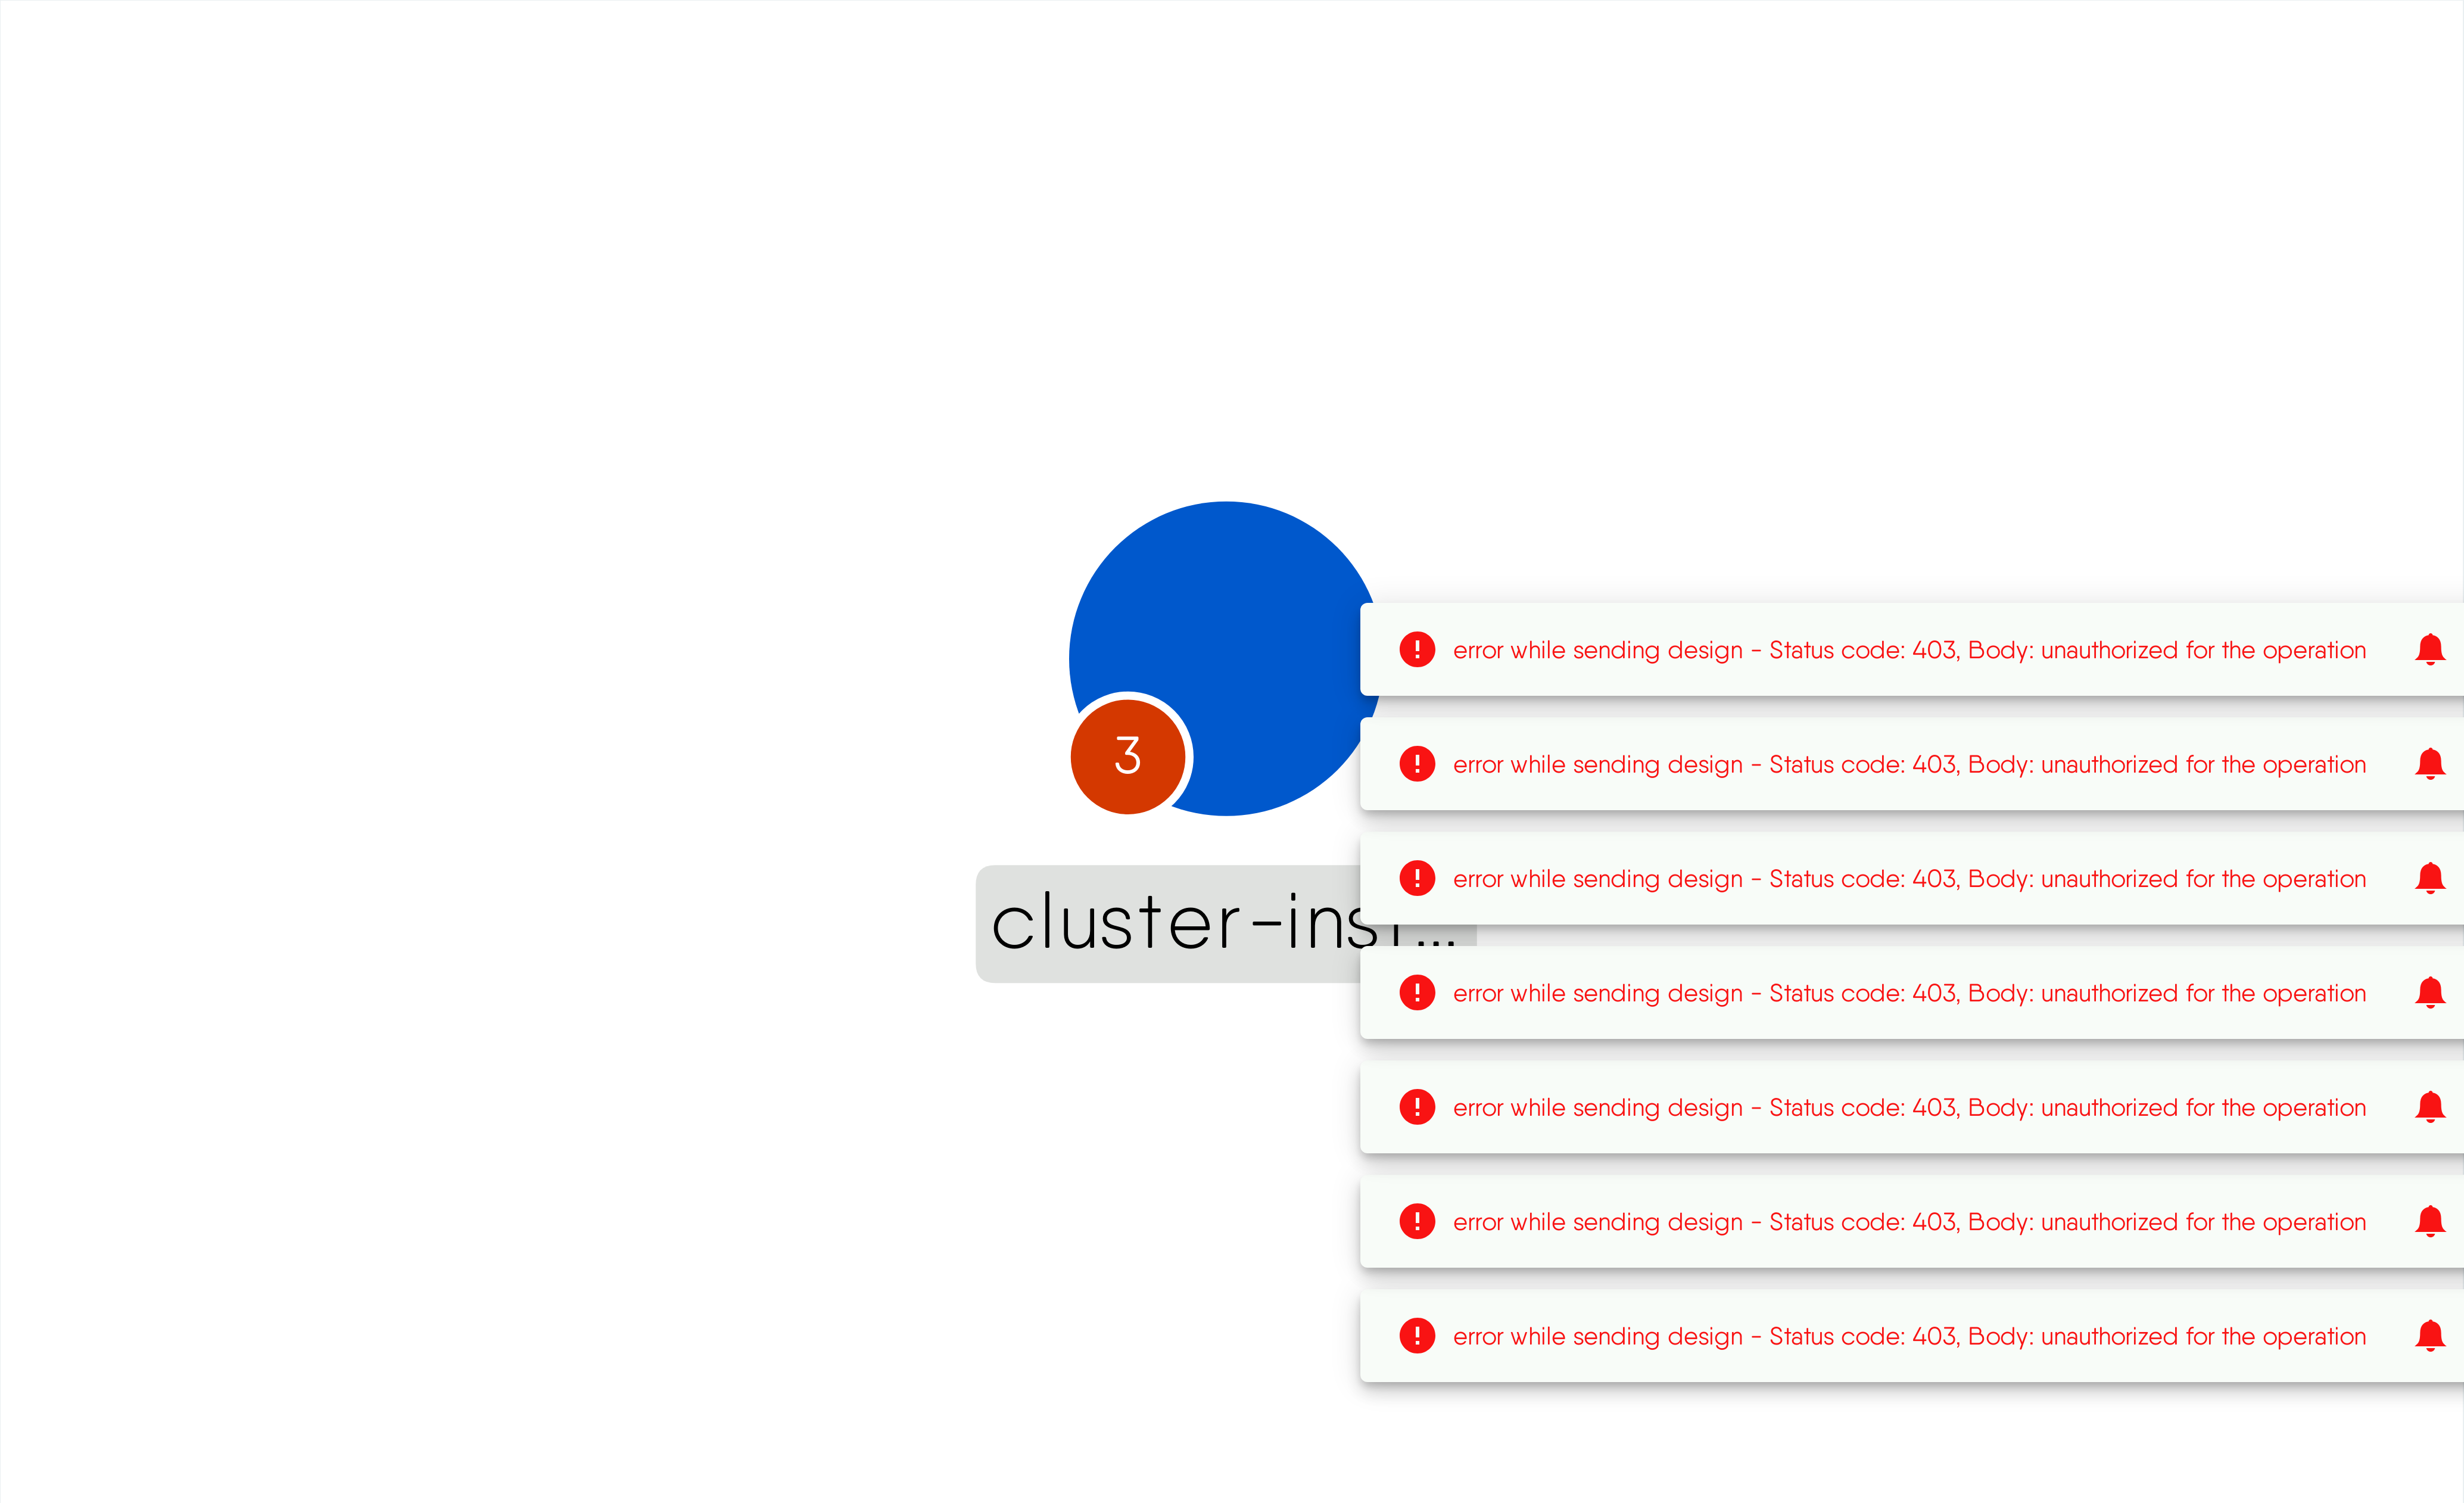 error while sending design - Status code: 403, Body: unauthorized for the operation
3
error while sending design - Status code: 403, Body: unauthorized for the operation
error while sending design - Status code: 403, Body: unauthorized for the operation
cluster-inst...
error while sending design - Status code: 403, Body: unauthorized for the operation
error while sending design - Status code: 403, Body: unauthorized for the operation
error while sending design - Status code: 403, Body: unauthorized for the operation
error while sending design - Status code: 403, Body: unauthorized for the operation